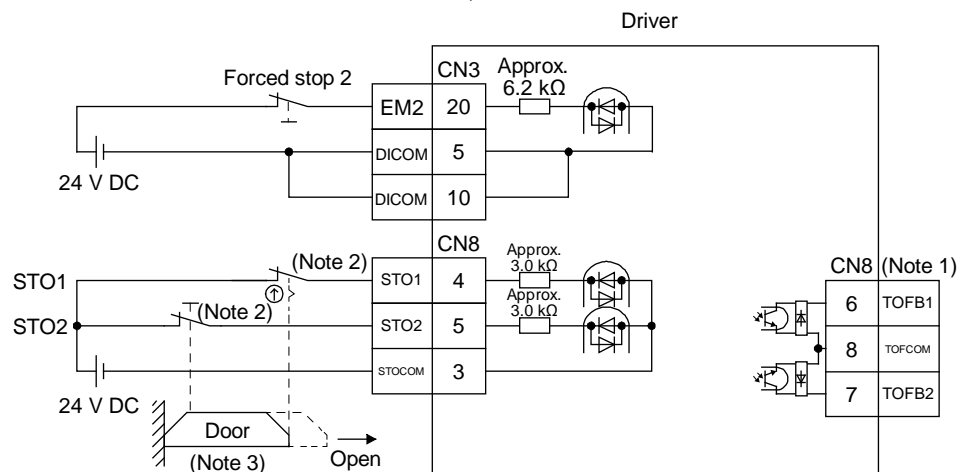 Driver
Forced stop 2
CN3
Approx.
6.2 kΩ
EM2 20
DICOM 5
DICOM 10
24 V DC
CN8
STO1
(Note 2)
STO1 4
Approx.
3.0 kΩ
STO2
(Note 2)
STO2 5
Approx.
3.0 kΩ
STOCOM 3
24 V DC
Door
(Note 3)
Open
CN8 (Note 1)
6 TOFB1
8 TOFCOM
7 TOFB2